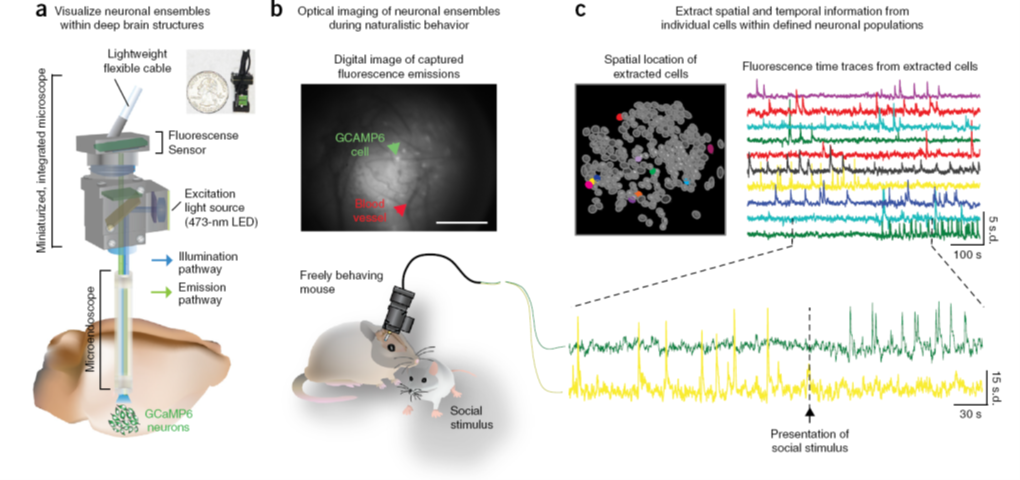 a Visualize neuronal ensembles
within deep brain structures
Lightweight
flexible cable
Miniaturized, integrated microscope
Fluorescense
Sensor
Excitation
light source
(473-nm LED)
Illumination
pathway
Emission
pathway
Microendoscope
GCaMP6
neurons
b Optical imaging of neuronal ensembles
during naturalistic behavior
Digital image of captured
fluorescence emissions
GCAMP6
cell
Blood
vessel
Freely behaving
mouse
Social
stimulus
c Extract spatial and temporal information from
individual cells within defined neuronal populations
Spatial location of
extracted cells
Fluorescence time traces from extracted cells
5 s.d.
100 s
15 s.d.
30 s
Presentation of
social stimulus